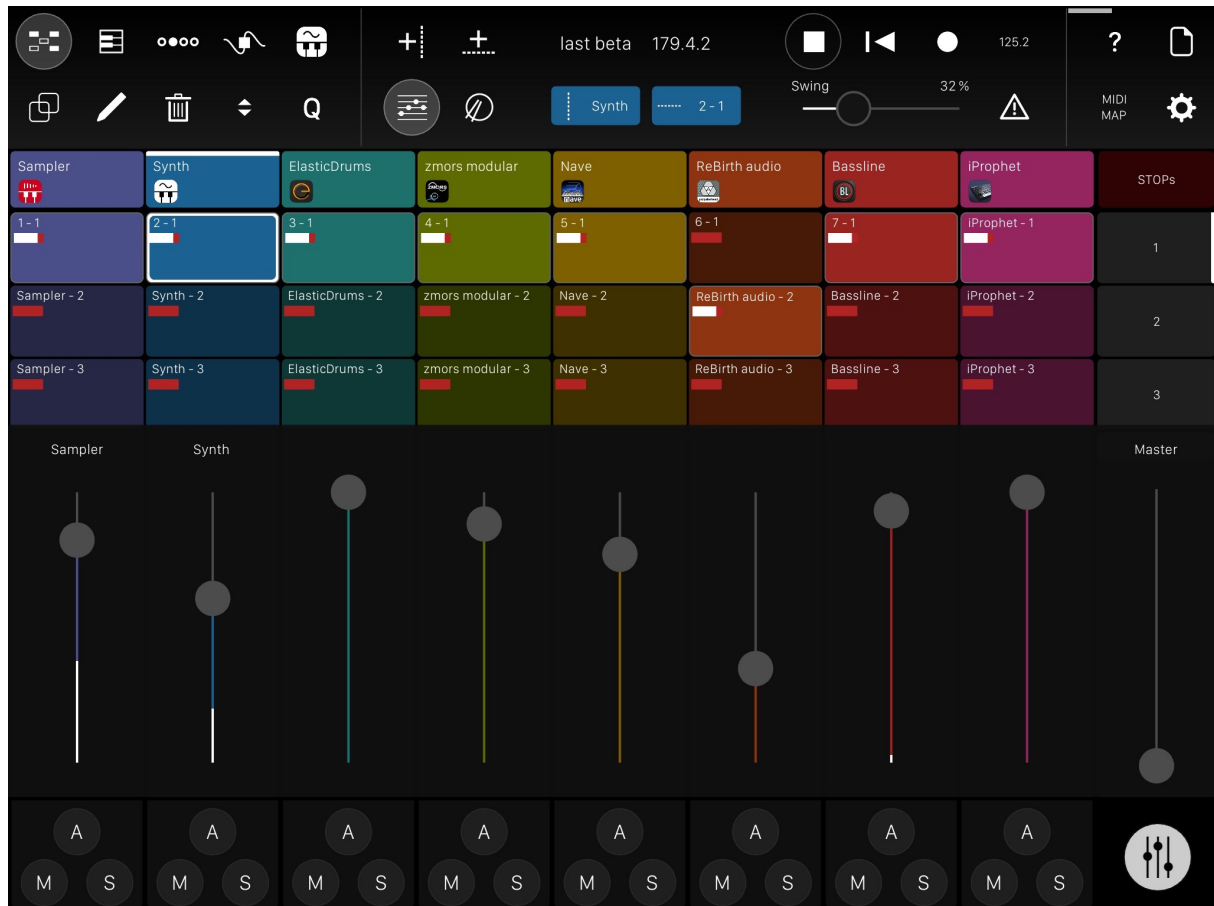 last beta 179.4.2 125.2 ?
Q Synth 2 - 1 Swing 32 % MIDI MAP
Sampler Synth ElasticDrums zmors modular Nave ReBirth audio Bassline iProphet STOPs
ZMORS nave BL
1 - 1 2 - 1 3 - 1 4 - 1 5 - 1 6 - 1 7 - 1 iProphet - 1 1
Sampler - 2 Synth - 2 ElasticDrums - 2 zmors modular - 2 Nave - 2 ReBirth audio - 2 Bassline - 2 iProphet - 2 2
Sampler - 3 Synth - 3 ElasticDrums - 3 zmors modular - 3 Nave - 3 ReBirth audio - 3 Bassline - 3 iProphet - 3 3
Sampler Synth Master
A A A A A A A A
M S M S M S M S M S M S M S M S